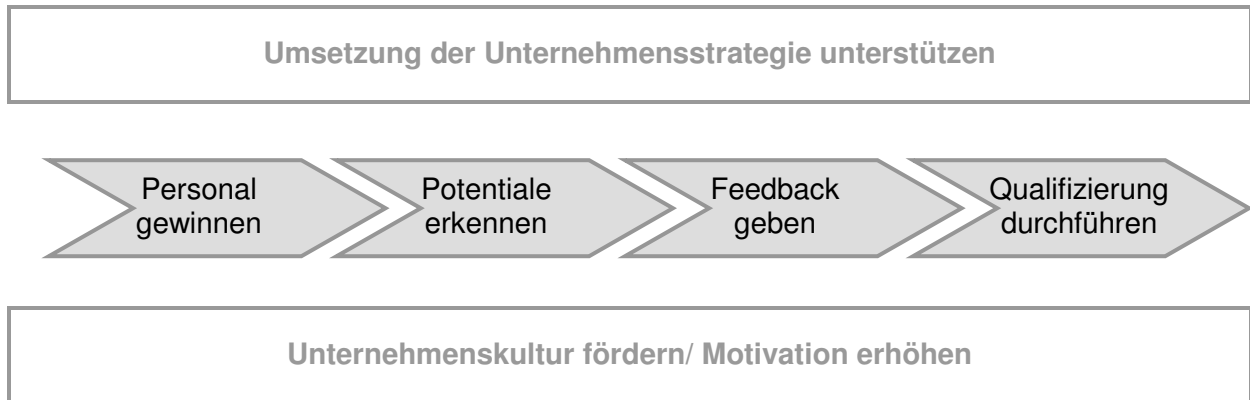 Umsetzung der Unternehmensstrategie unterstützen
Personal
gewinnen
Potentiale
erkennen
Feedback
geben
Qualifizierung
durchführen
Unternehmenskultur fördern/ Motivation erhöhen